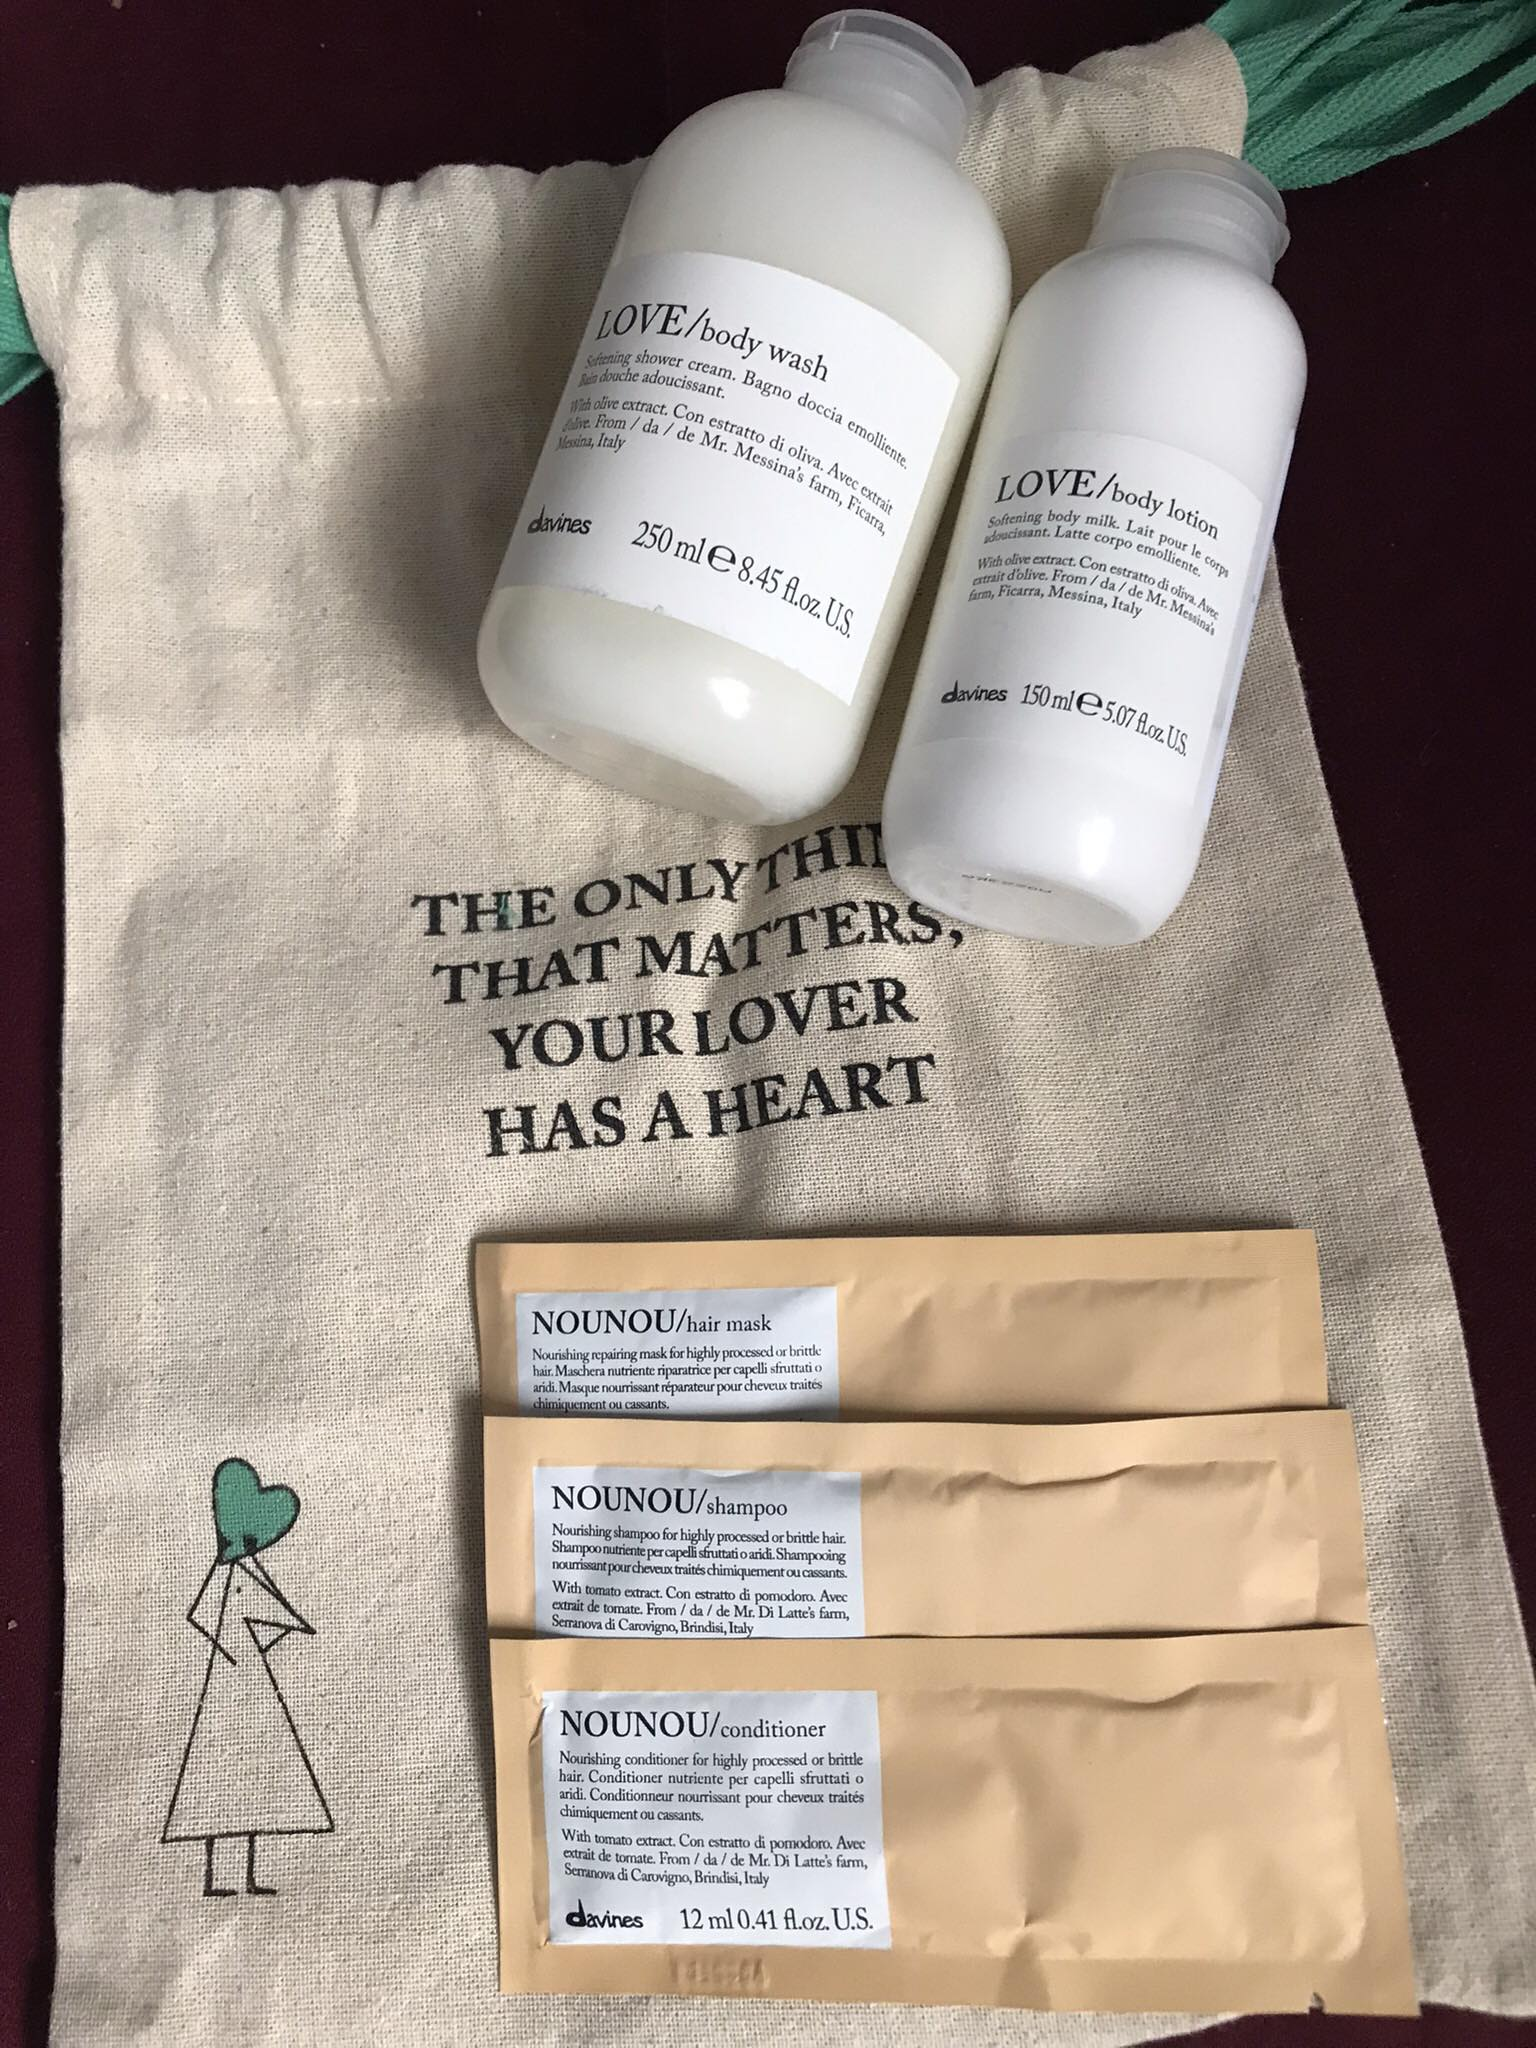 LOVE/body wash
Softening shower cream. Bagno doccia emolliente.
Bain douche adoucissant.
With olive extract. Con estratto di oliva. Avec extrait
d'olive. From / da / de Mr. Messina's farm, Ficarra,
Messina, Italy
davines 250 ml e 8.45 fl.oz. U.S.
LOVE/body lotion
Softening body milk. Lait pour le corps
adoucissant. Latte corpo emolliente.
With olive extract. Con estratto di oliva. Avec
extrait d'olive. From / da / de Mr. Messina's
farm, Ficarra, Messina, Italy
davines 150 ml e 5.07 fl.oz. U.S.
THE ONLY THIN
THAT MATTERS,
YOUR LOVER
HAS A HEART
NOUNOU/hair mask
Nourishing repairing mask for highly processed or brittle
hair. Maschera nutriente riparatrice per capelli sfruttati o
aridi. Masque nourrissant réparateur pour cheveux traités
chimiquement ou cassants.
NOUNOU/shampoo
Nourishing shampoo for highly processed or brittle hair.
Shampoo nutriente per capelli sfruttati o aridi. Shampooing
nourrissant pour cheveux traités chimiquement ou cassants.
With tomato extract. Con estratto di pomodoro. Avec
extrait de tomate. From / da / de Mr. Di Latte's farm,
Serranova di Carovigno, Brindisi, Italy
NOUNOU/conditioner
Nourishing conditioner for highly processed or brittle
hair. Conditioner nutriente per capelli sfruttati o
aridi. Conditionneur nourrissant pour cheveux traités
chimiquement ou cassants.
With tomato extract. Con estratto di pomodoro. Avec
extrait de tomate. From / da / de Mr. Di Latte's farm,
Serranova di Carovigno, Brindisi, Italy
davines 12 ml 0.41 fl.oz. U.S.